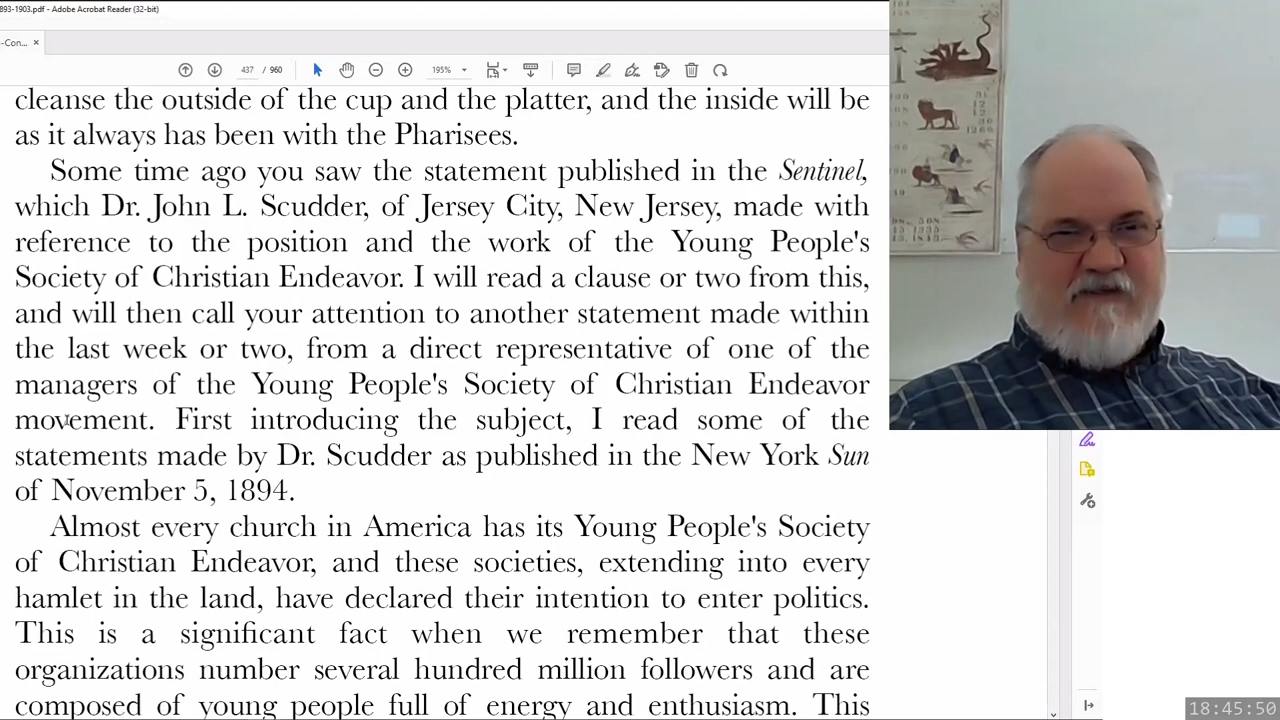 893-1903.pdf - Adobe Acrobat Reader (32-bit)
-Con... ×
437 / 960
195%
cleanse the outside of the cup and the platter, and the inside will be
as it always has been with the Pharisees.
Some time ago you saw the statement published in the Sentinel,
which Dr. John L. Scudder, of Jersey City, New Jersey, made with
reference to the position and the work of the Young People's
Society of Christian Endeavor. I will read a clause or two from this,
and will then call your attention to another statement made within
the last week or two, from a direct representative of one of the
managers of the Young People's Society of Christian Endeavor
movement. First introducing the subject, I read some of the
statements made by Dr. Scudder as published in the New York Sun
of November 5, 1894.
Almost every church in America has its Young People's Society
of Christian Endeavor, and these societies, extending into every
hamlet in the land, have declared their intention to enter politics.
This is a significant fact when we remember that these
organizations number several hundred million followers and are
composed of young people full of energy and enthusiasm. This
1260
18:45:50